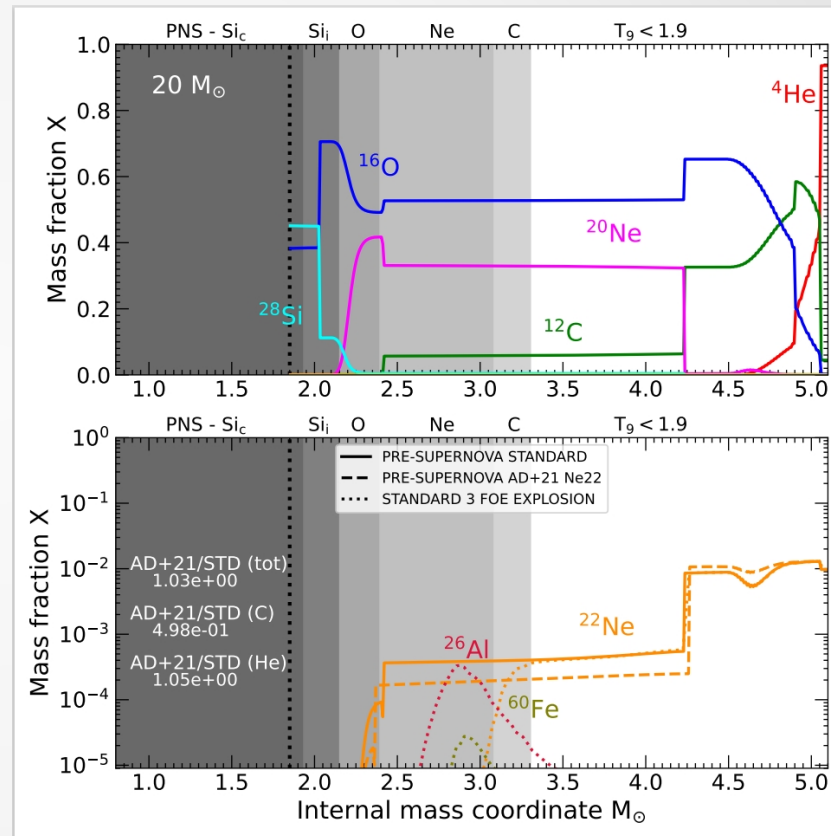 PNS - Si_c Si_i O Ne C T_9 < 1.9
Mass fraction X
1.0
0.8
0.6
0.4
0.2
0.0
20 M_⊙
^4He
^16O
^20Ne
^28Si
^12C
1.0 1.5 2.0 2.5 3.0 3.5 4.0 4.5 5.0
PNS - Si_c Si_i O Ne C T_9 < 1.9
Mass fraction X
10^0
10^−1
10^−2
10^−3
10^−4
10^−5
PRE-SUPERNOVA STANDARD
PRE-SUPERNOVA AD+21 Ne22
STANDARD 3 FOE EXPLOSION
AD+21/STD (tot)
1.03e+00
AD+21/STD (C)
4.98e-01
AD+21/STD (He)
1.05e+00
^22Ne
^26Al
^60Fe
1.0 1.5 2.0 2.5 3.0 3.5 4.0 4.5 5.0
Internal mass coordinate M_⊙